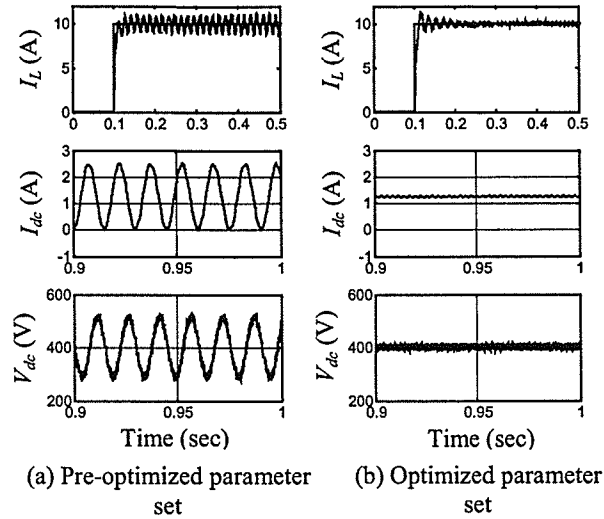 I_L (A)
10
5
0
0 0.1 0.2 0.3 0.4 0.5
I_L (A)
10
5
0
0 0.1 0.2 0.3 0.4 0.5
I_dc (A)
3
2
1
0
-1
0.9 0.95 1
I_dc (A)
3
2
1
0
-1
0.9 0.95 1
V_dc (V)
600
400
200
0.9 0.95 1
V_dc (V)
600
400
200
0.9 0.95 1
Time (sec)
Time (sec)
(a) Pre-optimized parameter
set
(b) Optimized parameter
set